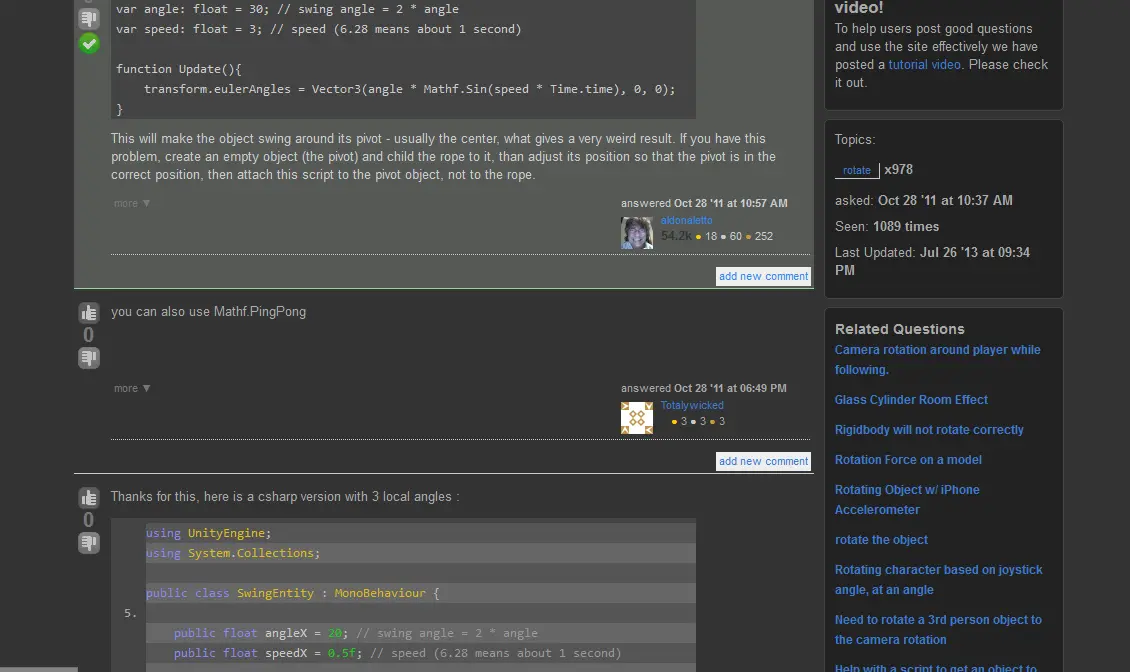 var angle: float = 30; // swing angle = 2 * angle
var speed: float = 3; // speed (6.28 means about 1 second)
function Update(){
transform.eulerAngles = Vector3(angle * Mathf.Sin(speed * Time.time), 0, 0);
}
This will make the object swing around its pivot - usually the center, what gives a very weird result. If you have this
problem, create an empty object (the pivot) and child the rope to it, than adjust its position so that the pivot is in the
correct position, then attach this script to the pivot object, not to the rope.
more ▼
answered Oct 28 '11 at 10:57 AM
aldonaletto
54.2k ● 18 ● 60 ● 252
add new comment
you can also use Mathf.PingPong
0
more ▼
answered Oct 28 '11 at 06:49 PM
Totalywicked
● 3 ● 3 ● 3
add new comment
Thanks for this, here is a csharp version with 3 local angles :
0
using UnityEngine;
using System.Collections;
public class SwingEntity : MonoBehaviour {
5.
public float angleX = 20; // swing angle = 2 * angle
public float speedX = 0.5f; // speed (6.28 means about 1 second)
video!
To help users post good questions
and use the site effectively we have
posted a tutorial video. Please check
it out.
Topics:
rotate x978
asked: Oct 28 '11 at 10:37 AM
Seen: 1089 times
Last Updated: Jul 26 '13 at 09:34
PM
Related Questions
Camera rotation around player while
following.
Glass Cylinder Room Effect
Rigidbody will not rotate correctly
Rotation Force on a model
Rotating Object w/ iPhone
Accelerometer
rotate the object
Rotating character based on joystick
angle, at an angle
Need to rotate a 3rd person object to
the camera rotation
Help with a script to get an object to